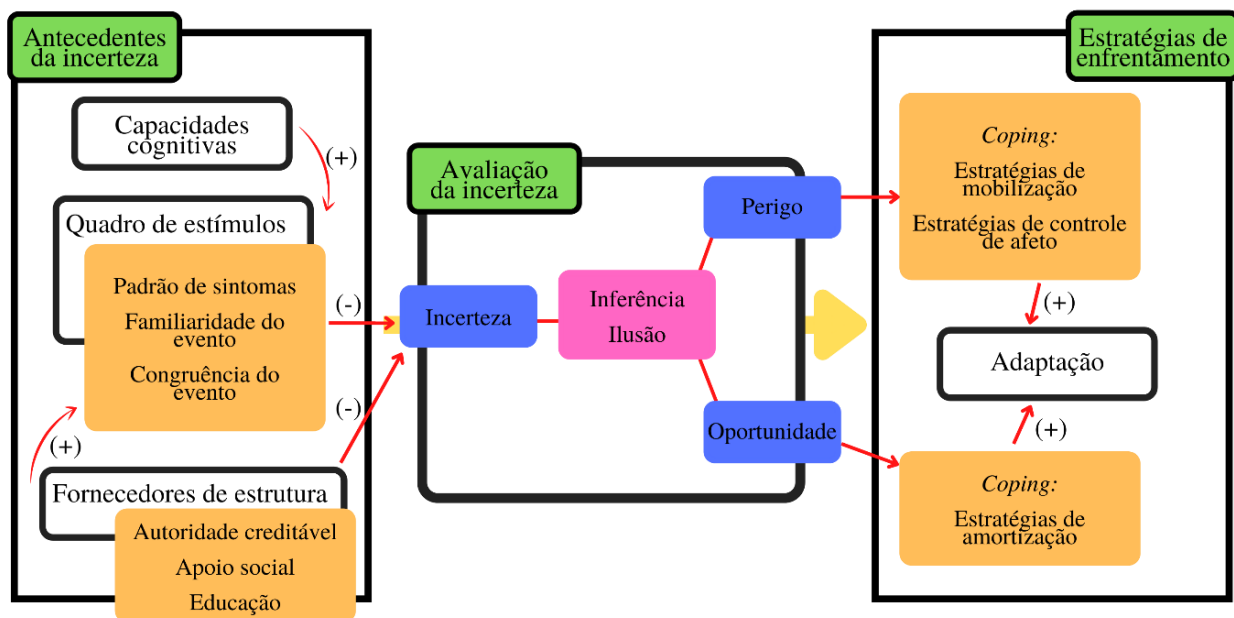 Antecedentes
da incerteza
Capacidades
cognitivas
(+)
Quadro de estímulos
Padrão de sintomas
Familiaridade do
evento
Congruência do
evento
(-)
(-)
(+)
Fornecedores de estrutura
Autoridade creditável
Apoio social
Educação
Avaliação
da incerteza
Incerteza
Inferência
Ilusão
Perigo
Oportunidade
Estratégias de
enfrentamento
Coping:
Estratégias de
mobilização
Estratégias de controle
de afeto
(+)
Adaptação
(+)
Coping:
Estratégias de
amortização